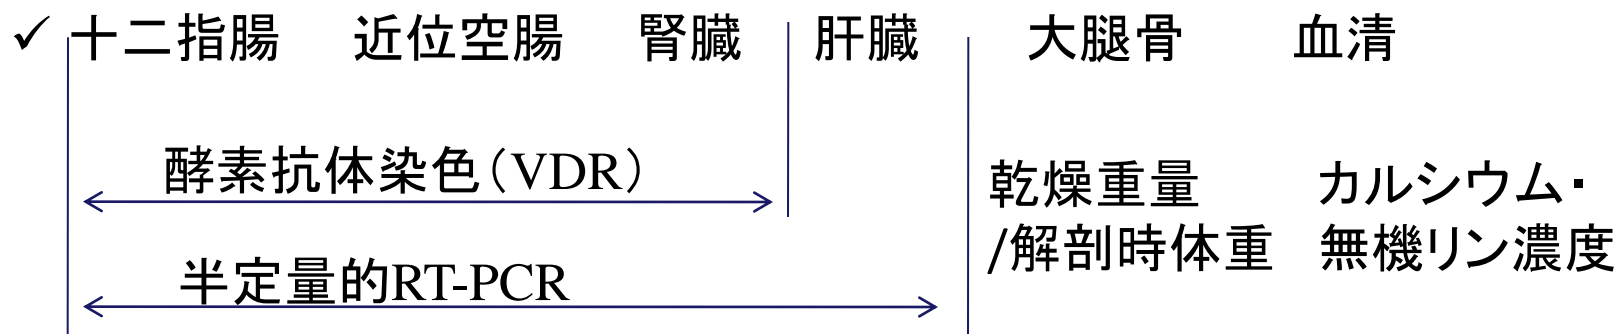 ✓ 十二指腸 近位空腸 腎臓 肝臓 大腿骨 血清
酵素抗体染色(VDR)
半定量的RT-PCR
乾燥重量
/解剖時体重
カルシウム・
無機リン濃度